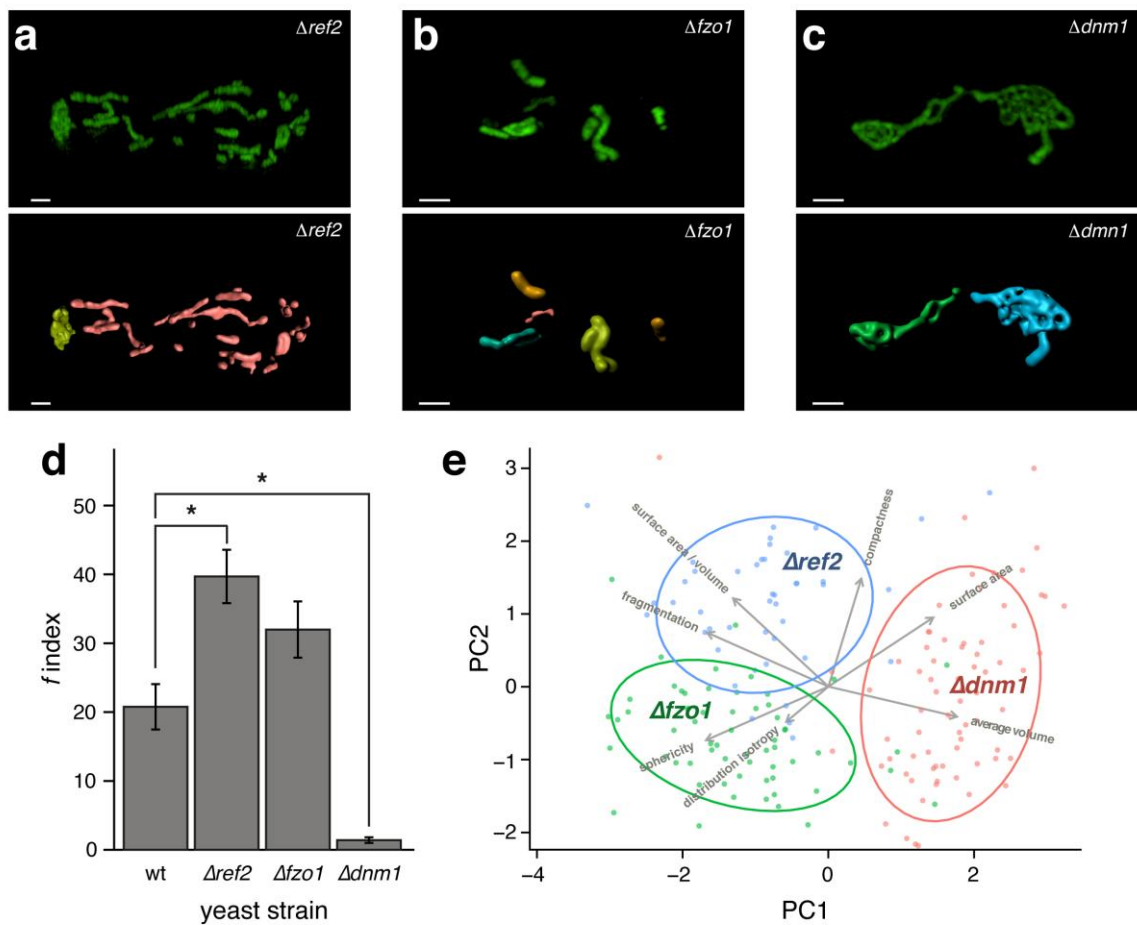 a
Δref2
b
Δfzo1
c
Δdnm1
Δref2
Δfzo1
Δdmn1
d
f index
50
40
30
20
10
0
*
*
wt
Δref2
Δfzo1
Δdnm1
yeast strain
e
PC2
3
2
1
0
−1
−2
surface area / volume
compactness
Δref2
surface area
fragmentation
Δfzo1
Δdnm1
average volume
sphericity
distribution isotropy
−4
−2
0
2
PC1